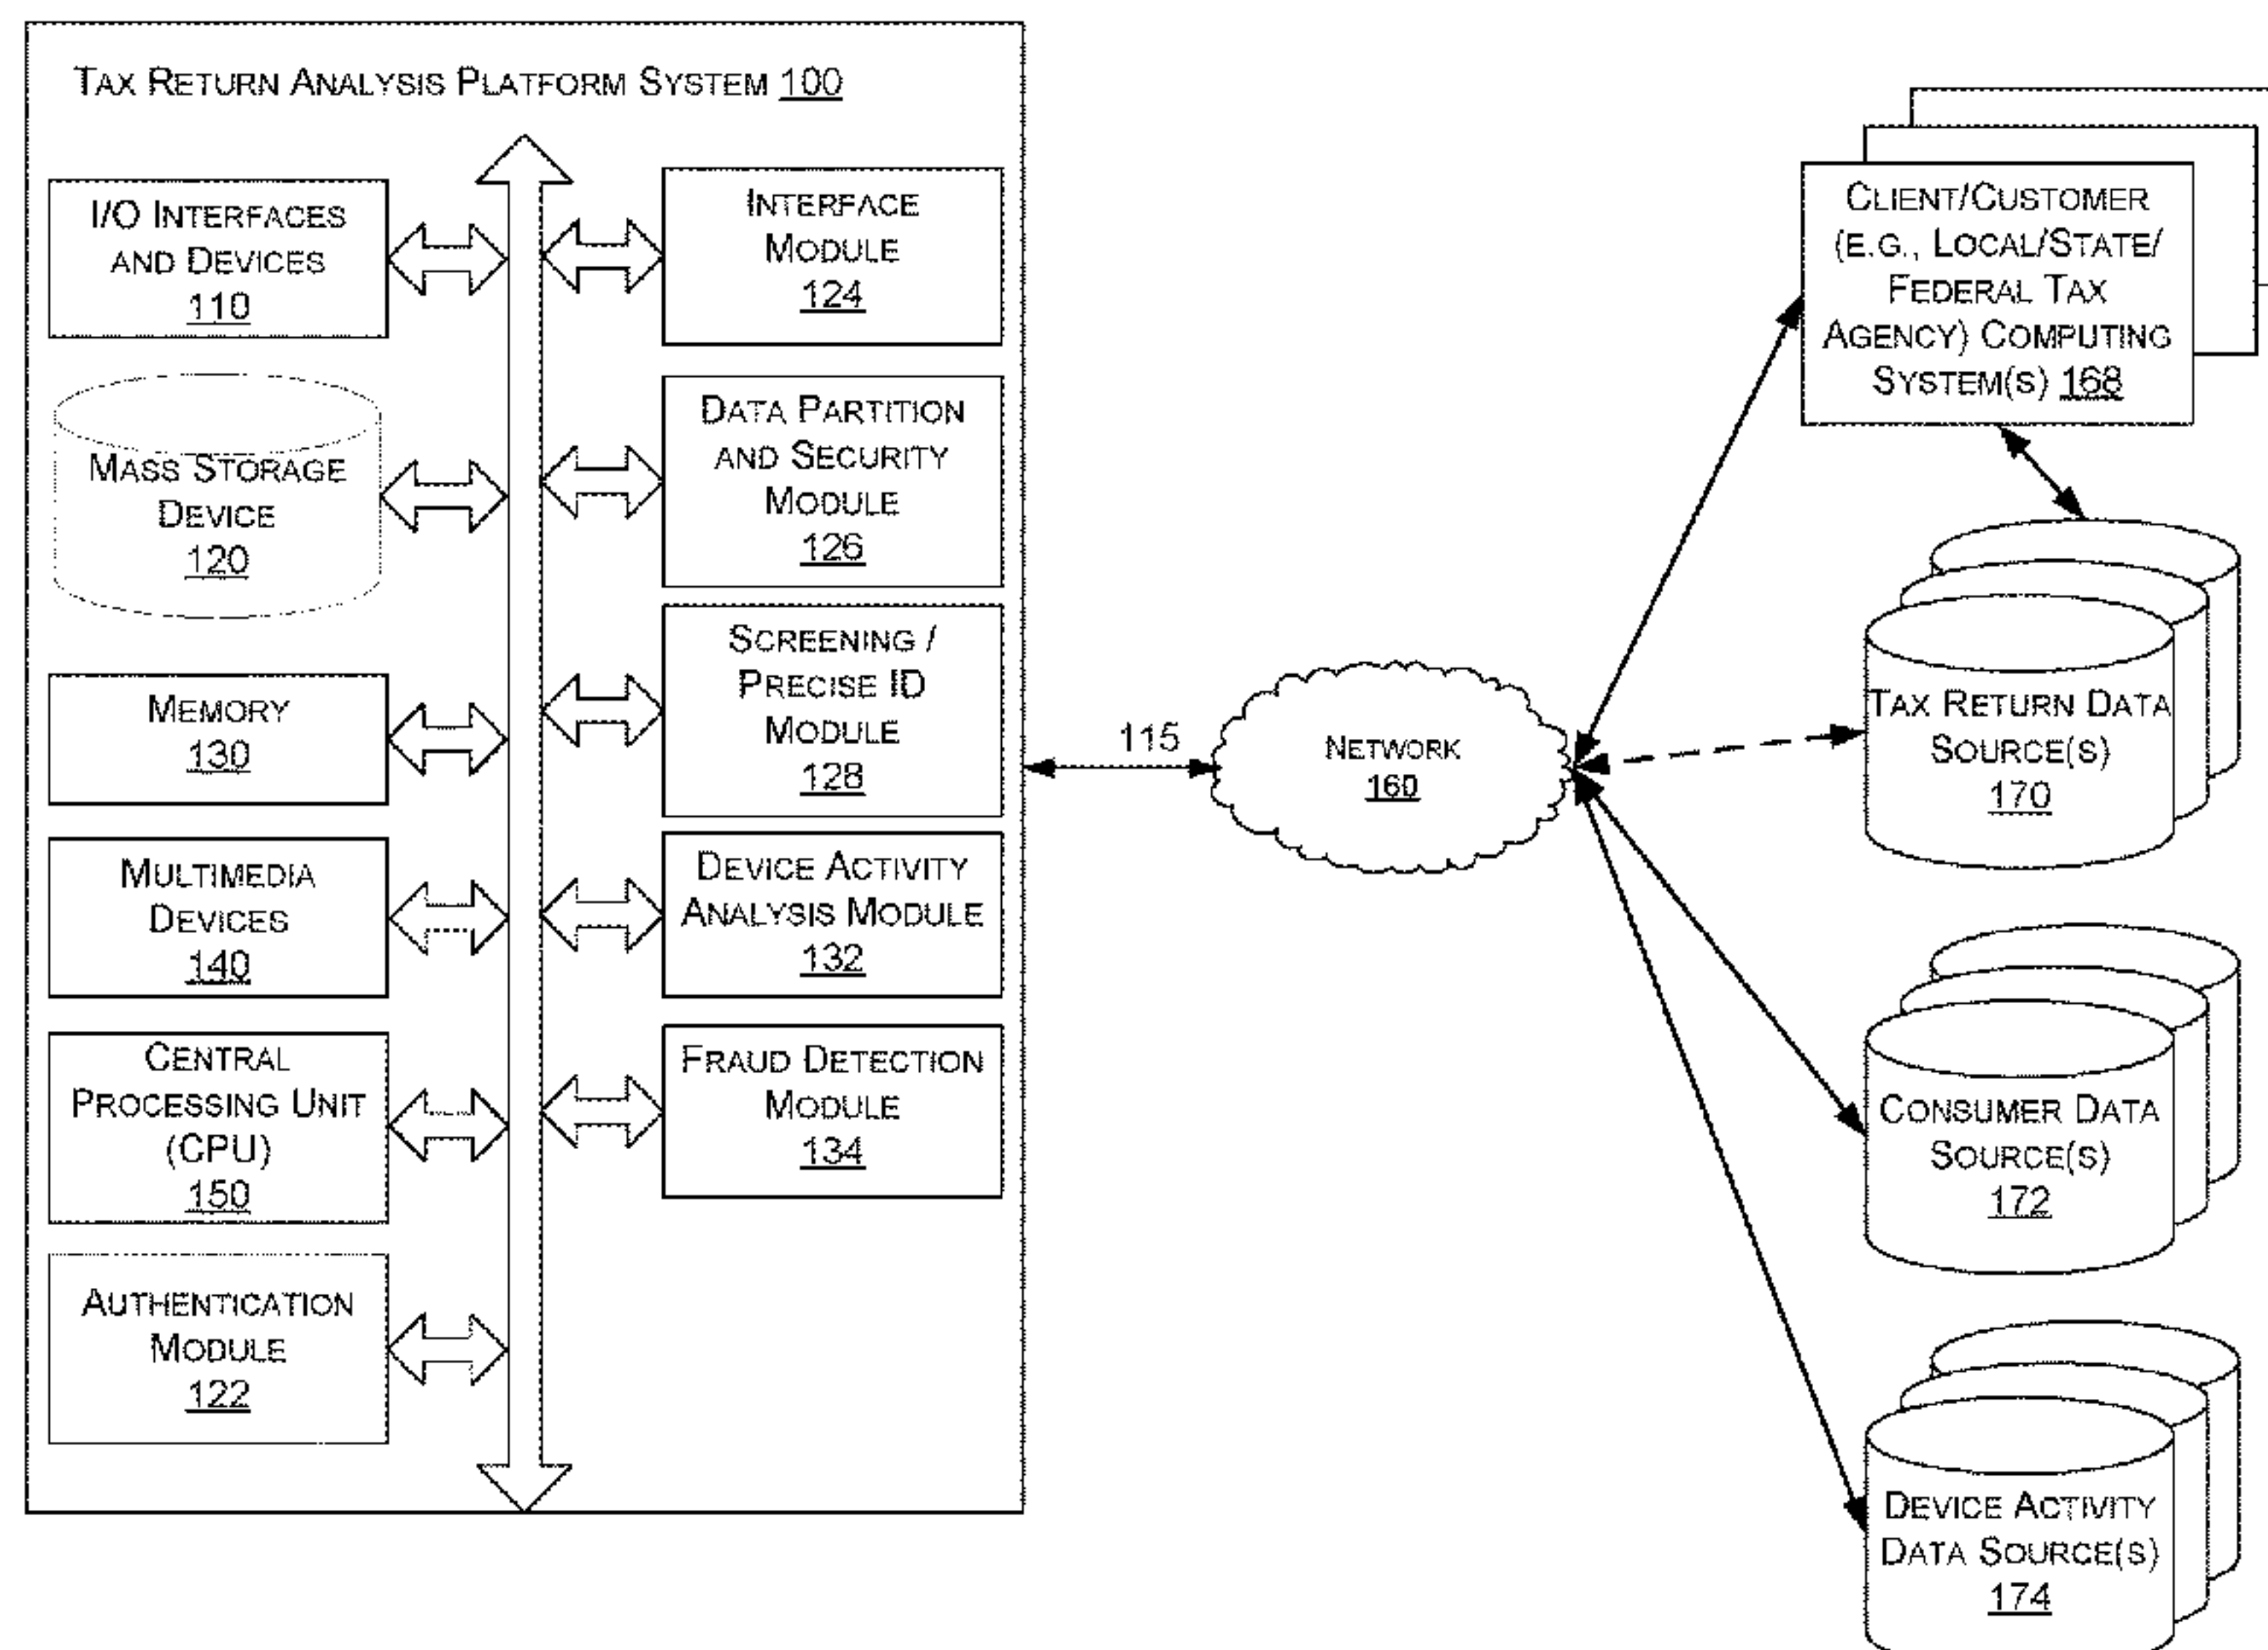 TAX RETURN ANALYSIS PLATFORM SYSTEM 100
I/O INTERFACES
AND DEVICES
110
MASS STORAGE
DEVICE
120
MEMORY
130
MULTIMEDIA
DEVICES
140
CENTRAL
PROCESSING UNIT
(CPU)
150
AUTHENTICATION
MODULE
122
INTERFACE
MODULE
124
DATA PARTITION
AND SECURITY
MODULE
126
SCREENING /
PRECISE ID
MODULE
128
DEVICE ACTIVITY
ANALYSIS MODULE
132
FRAUD DETECTION
MODULE
134
115
NETWORK
160
CLIENT/CUSTOMER
(E.G., LOCAL/STATE/
FEDERAL TAX
AGENCY) COMPUTING
SYSTEM(S) 168
TAX RETURN DATA
SOURCE(S)
170
CONSUMER DATA
SOURCE(S)
172
DEVICE ACTIVITY
DATA SOURCE(S)
174